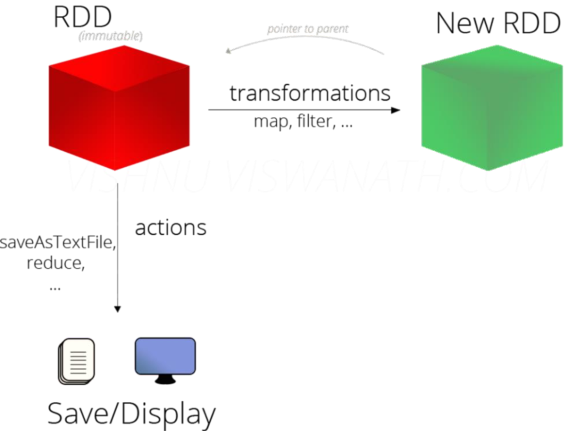 RDD
(immutable)
pointer to parent
New RDD
transformations
map, filter, ...
VISHNU VISWANATH.COM
actions
saveAsTextFile,
reduce,
...
Save/Display